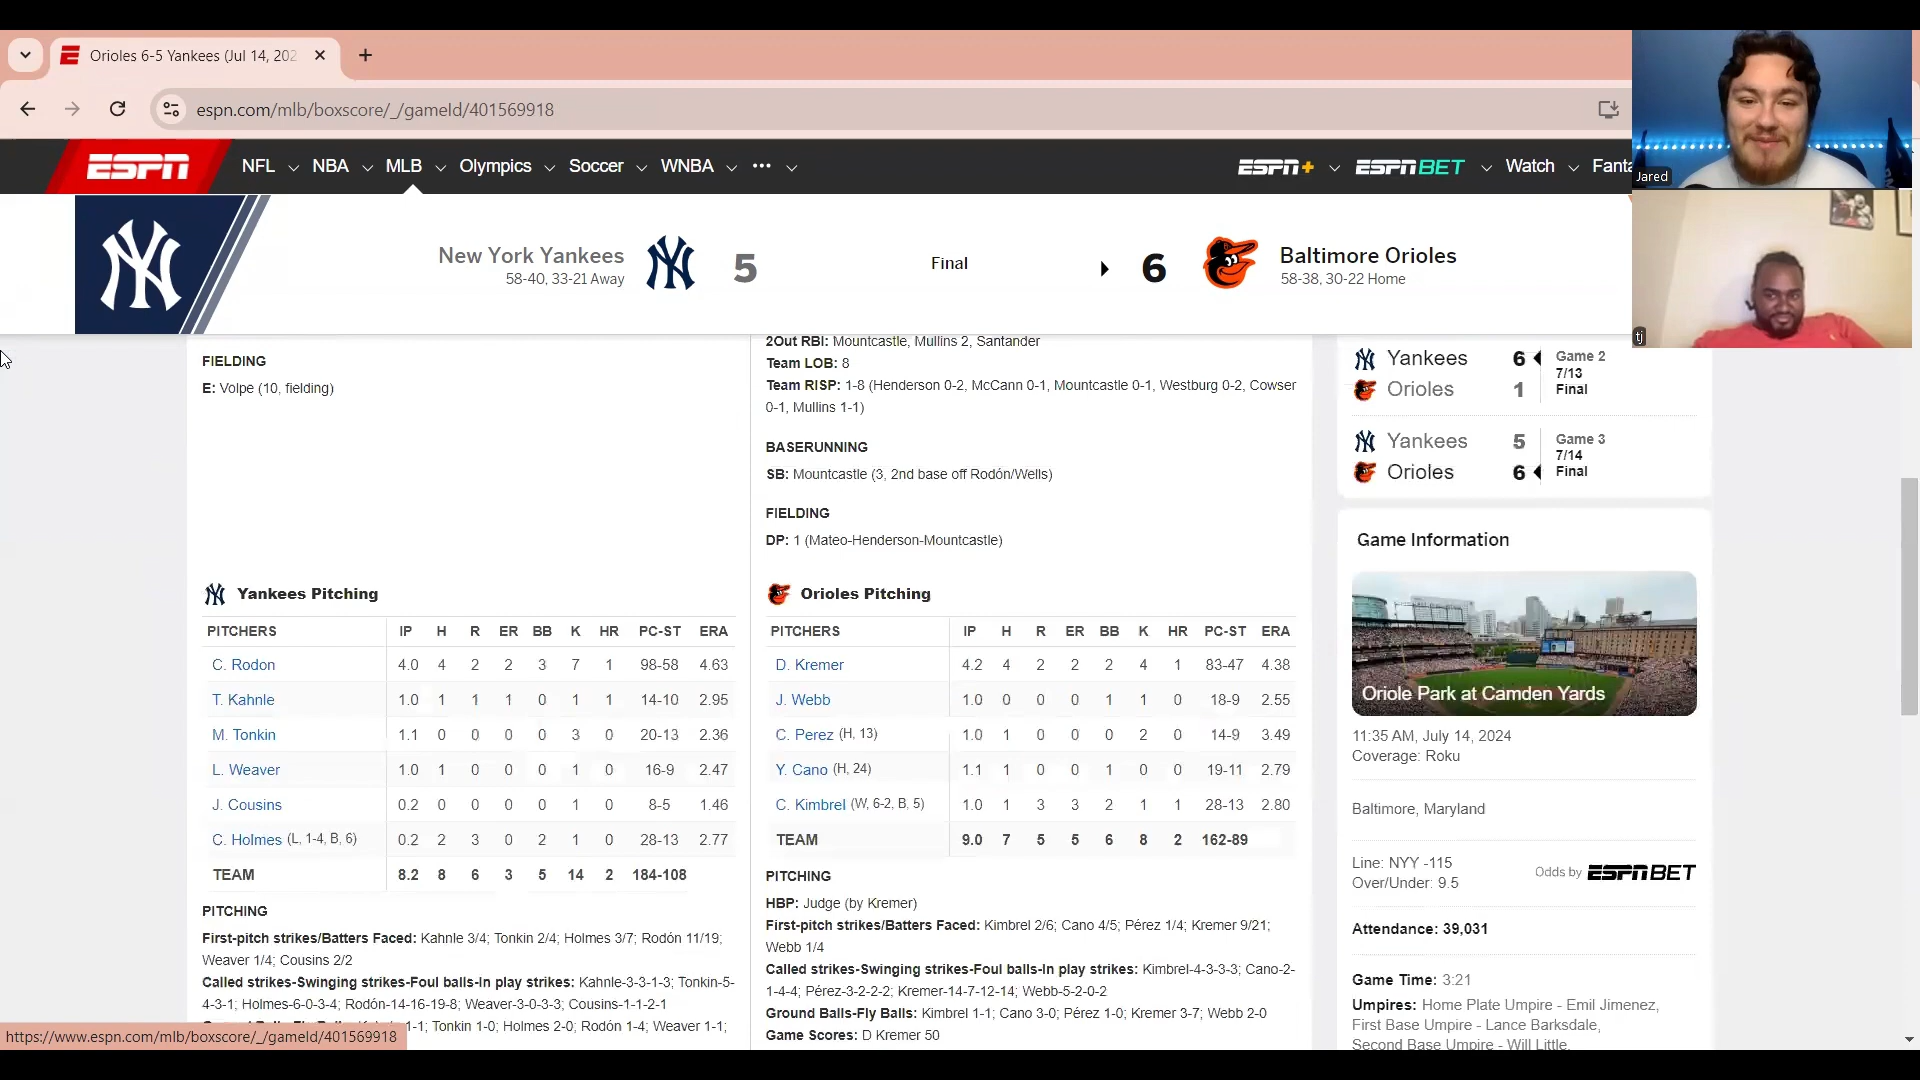 Orioles 6-5 Yankees (Jul 14, 202
espn.com/mlb/boxscore/_/gameId/401569918
ESPN NFL NBA MLB Olympics Soccer WNBA ••• ESPN+ ESPN BET Watch Fanta
Jared
tj
New York Yankees
58-40, 33-21 Away
5
Final
6
Baltimore Orioles
58-38, 30-22 Home
FIELDING
E: Volpe (10, fielding)
2Out RBI: Mountcastle, Mullins 2, Santander
Team LOB: 8
Team RISP: 1-8 (Henderson 0-2, McCann 0-1, Mountcastle 0-1, Westburg 0-2, Cowser
0-1, Mullins 1-1)
BASERUNNING
SB: Mountcastle (3, 2nd base off Rodón/Wells)
FIELDING
DP: 1 (Mateo-Henderson-Mountcastle)
Yankees Pitching
PITCHERS IP H R ER BB K HR PC-ST ERA
C. Rodon 4.0 4 2 2 3 7 1 98-58 4.63
T. Kahnle 1.0 1 1 1 0 1 1 14-10 2.95
M. Tonkin 1.1 0 0 0 0 3 0 20-13 2.36
L. Weaver 1.0 1 0 0 0 1 0 16-9 2.47
J. Cousins 0.2 0 0 0 0 1 0 8-5 1.46
C. Holmes (L, 1-4, B, 6) 0.2 2 3 0 2 1 0 28-13 2.77
TEAM 8.2 8 6 3 5 14 2 184-108
PITCHING
First-pitch strikes/Batters Faced: Kahnle 3/4; Tonkin 2/4; Holmes 3/7; Rodón 11/19;
Weaver 1/4; Cousins 2/2
Called strikes-Swinging strikes-Foul balls-In play strikes: Kahnle-3-3-1-3; Tonkin-5-
4-3-1; Holmes-6-0-3-4; Rodón-14-16-19-8; Weaver-3-0-3-3; Cousins-1-1-2-1
1-1; Tonkin 1-0; Holmes 2-0; Rodón 1-4; Weaver 1-1;
https://www.espn.com/mlb/boxscore/_/gameId/401569918
Orioles Pitching
PITCHERS IP H R ER BB K HR PC-ST ERA
D. Kremer 4.2 4 2 2 2 4 1 83-47 4.38
J. Webb 1.0 0 0 0 1 1 0 18-9 2.55
C. Perez (H, 13) 1.0 1 0 0 0 2 0 14-9 3.49
Y. Cano (H, 24) 1.1 1 0 0 1 0 0 19-11 2.79
C. Kimbrel (W, 6-2, B, 5) 1.0 1 3 3 2 1 1 28-13 2.80
TEAM 9.0 7 5 5 6 8 2 162-89
PITCHING
HBP: Judge (by Kremer)
First-pitch strikes/Batters Faced: Kimbrel 2/6; Cano 4/5; Pérez 1/4; Kremer 9/21;
Webb 1/4
Called strikes-Swinging strikes-Foul balls-In play strikes: Kimbrel-4-3-3-3; Cano-2-
1-4-4; Pérez-3-2-2-2; Kremer-14-7-12-14; Webb-5-2-0-2
Ground Balls-Fly Balls: Kimbrel 1-1; Cano 3-0; Pérez 1-0; Kremer 3-7; Webb 2-0
Game Scores: D Kremer 50
Yankees 6 Game 2
7/13
Orioles 1 Final
Yankees 5 Game 3
7/14
Orioles 6 Final
Game Information
Oriole Park at Camden Yards
11:35 AM, July 14, 2024
Coverage: Roku
Baltimore, Maryland
Line: NYY -115
Over/Under: 9.5
Odds by ESPN BET
Attendance: 39,031
Game Time: 3:21
Umpires: Home Plate Umpire - Emil Jimenez,
First Base Umpire - Lance Barksdale,
Second Base Umpire - Will Little,